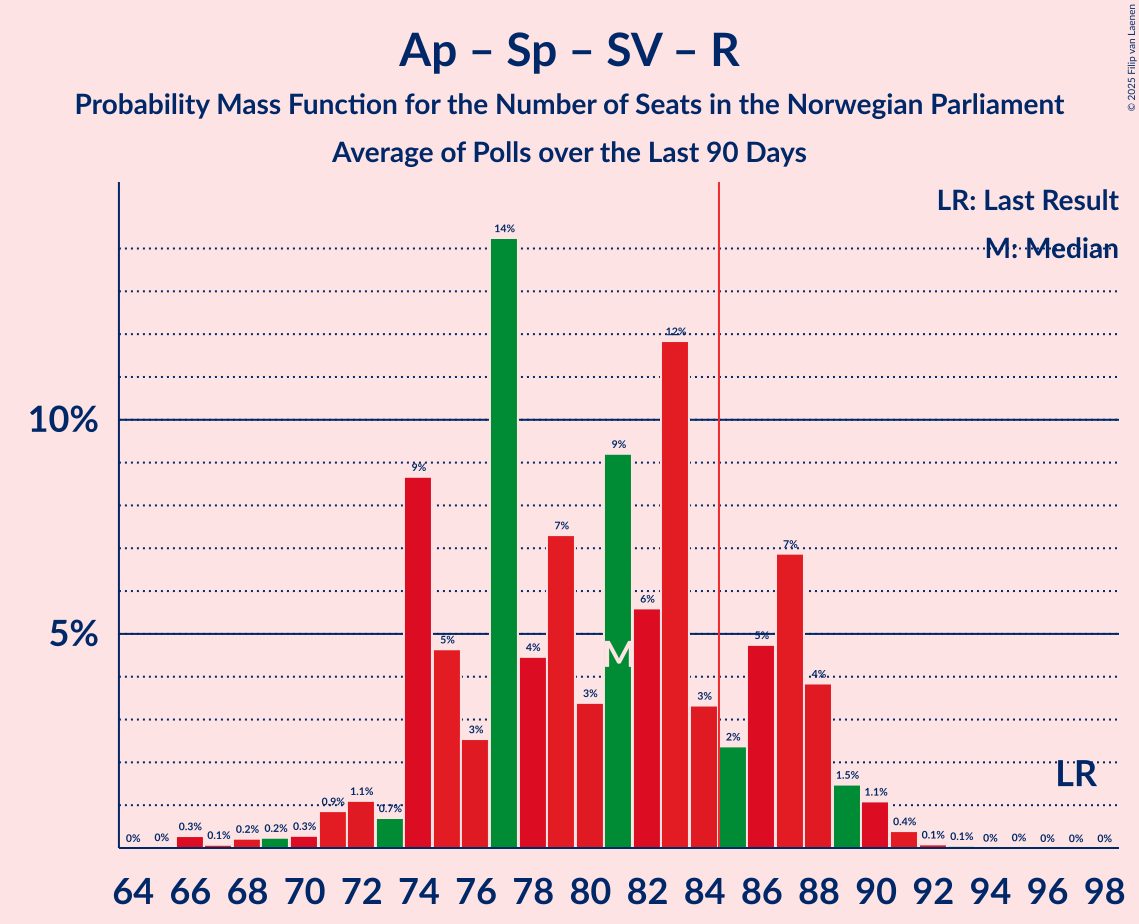 Ap – Sp – SV – R
Probability Mass Function for the Number of Seats in the Norwegian Parliament
Average of Polls over the Last 90 Days
© 2025 Filip van Laenen
LR: Last Result
M: Median
10%
5%
0% 0% 0.3% 0.1% 0.2% 0.2% 0.3% 0.9% 1.1% 0.7% 9% 5% 3% 14% 4% 7% 3% 9% 6% 12% 3% 2% 5% 7% 4% 1.5% 1.1% 0.4% 0.1% 0.1% 0% 0% 0% 0% 0%
M
LR
64 66 68 70 72 74 76 78 80 82 84 86 88 90 92 94 96 98